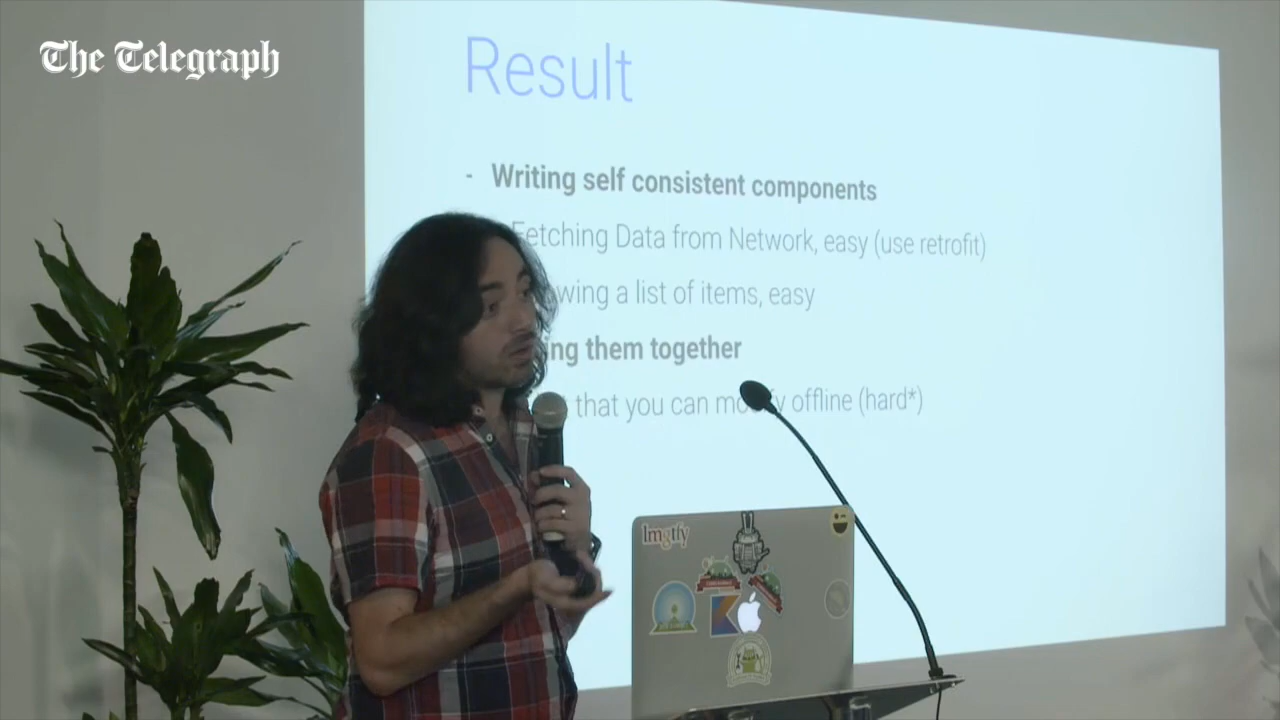 The Telegraph
Result
- Writing self consistent components
Fetching Data from Network, easy (use retrofit)
wing a list of items, easy
ing them together
that you can modify offline (hard*)
lmgtfy